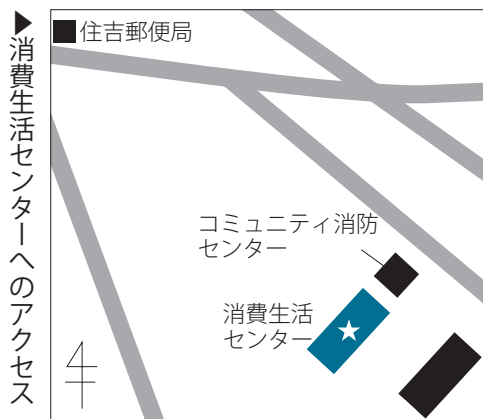 ▶消費生活センターへのアクセス
■住吉郵便局
コミュニティ消防
センター
消費生活
センター